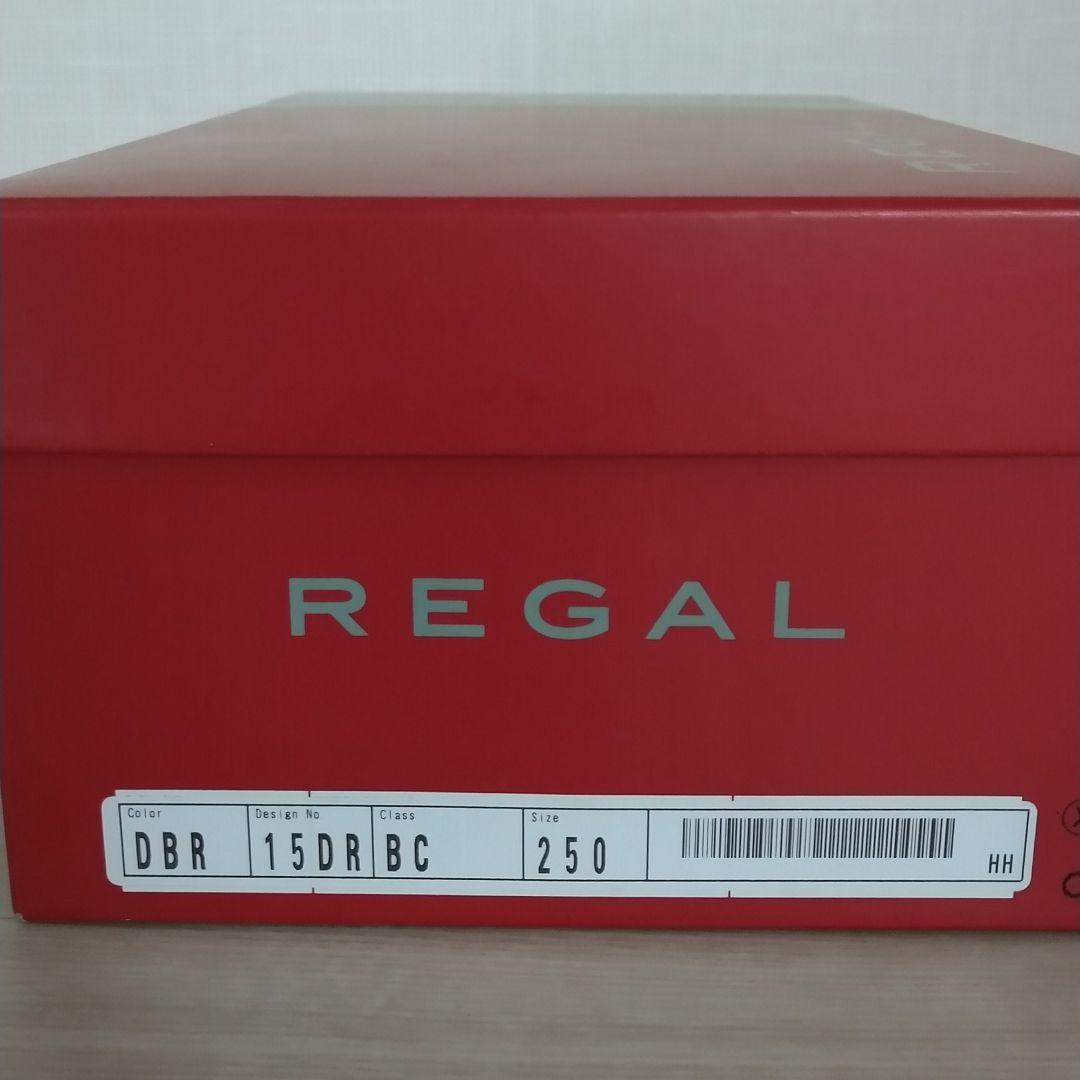 REGAL
Color Design No Class Size
DBR 15DR BC 250 HH